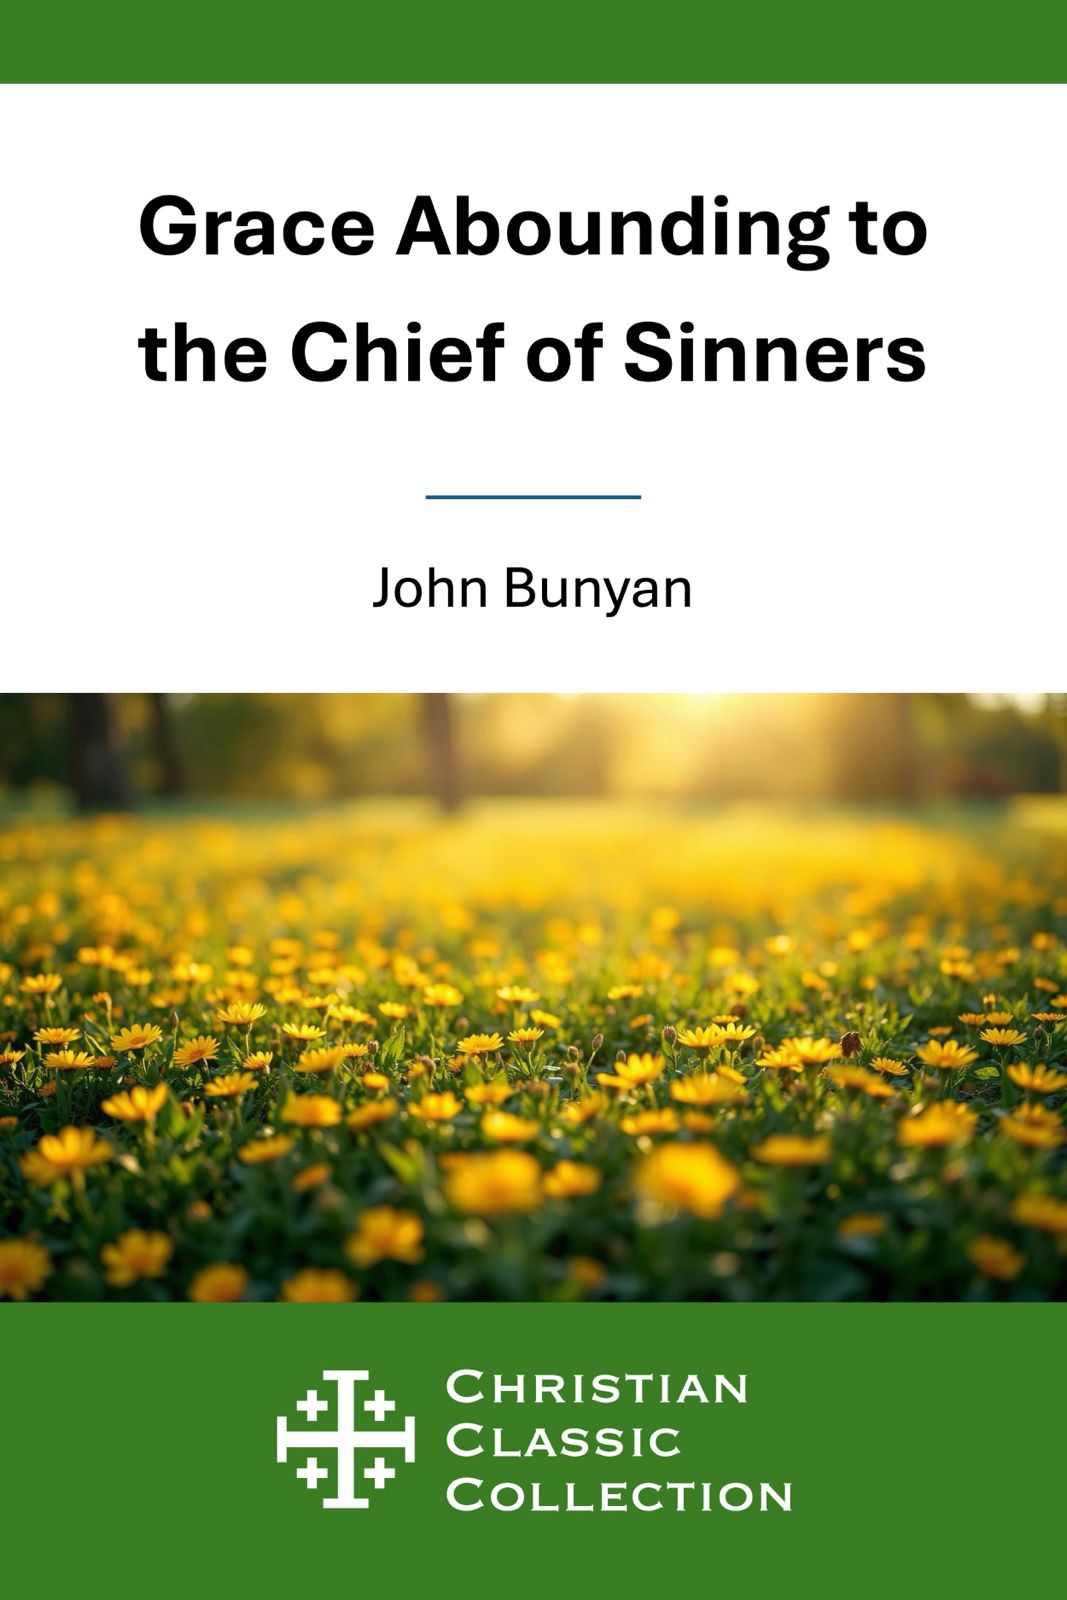 Grace Abounding to
the Chief of Sinners
John Bunyan
CHRISTIAN
CLASSIC
COLLECTION